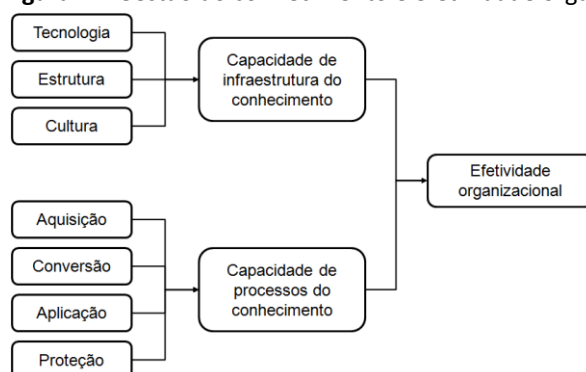 Tecnologia
Estrutura
Cultura
Capacidade de
infraestrutura do
conhecimento
Efetividade
organizacional
Aquisição
Conversão
Aplicação
Proteção
Capacidade de
processos do
conhecimento